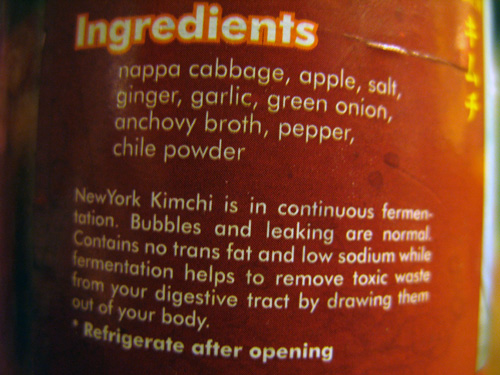 Ingredients
nappa cabbage, apple, salt,
ginger, garlic, green onion,
anchovy broth, pepper,
chile powder
NewYork Kimchi is in continuous fermen-
tation. Bubbles and leaking are normal.
Contains no trans fat and low sodium while
fermentation helps to remove toxic waste
from your digestive tract by drawing them
out of your body.
* Refrigerate after opening